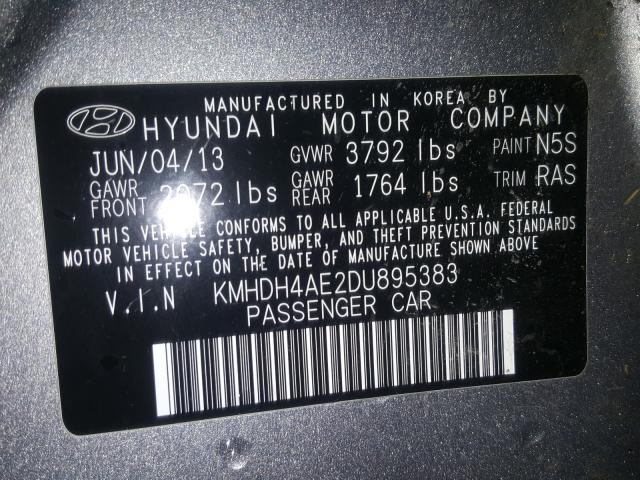 MANUFACTURED IN KOREA BY
HYUNDAI MOTOR COMPANY
JUN/04/13 GVWR 3792 lbs PAINT N5S
GAWR FRONT 2072 lbs GAWR REAR 1764 lbs TRIM RAS
THIS VEHICLE CONFORMS TO ALL APPLICABLE U.S.A. FEDERAL
MOTOR VEHICLE SAFETY, BUMPER, AND THEFT PREVENTION STANDARDS
IN EFFECT ON THE DATE OF MANUFACTURE SHOWN ABOVE
V.I.N KMHDH4AE2DU895383
PASSENGER CAR